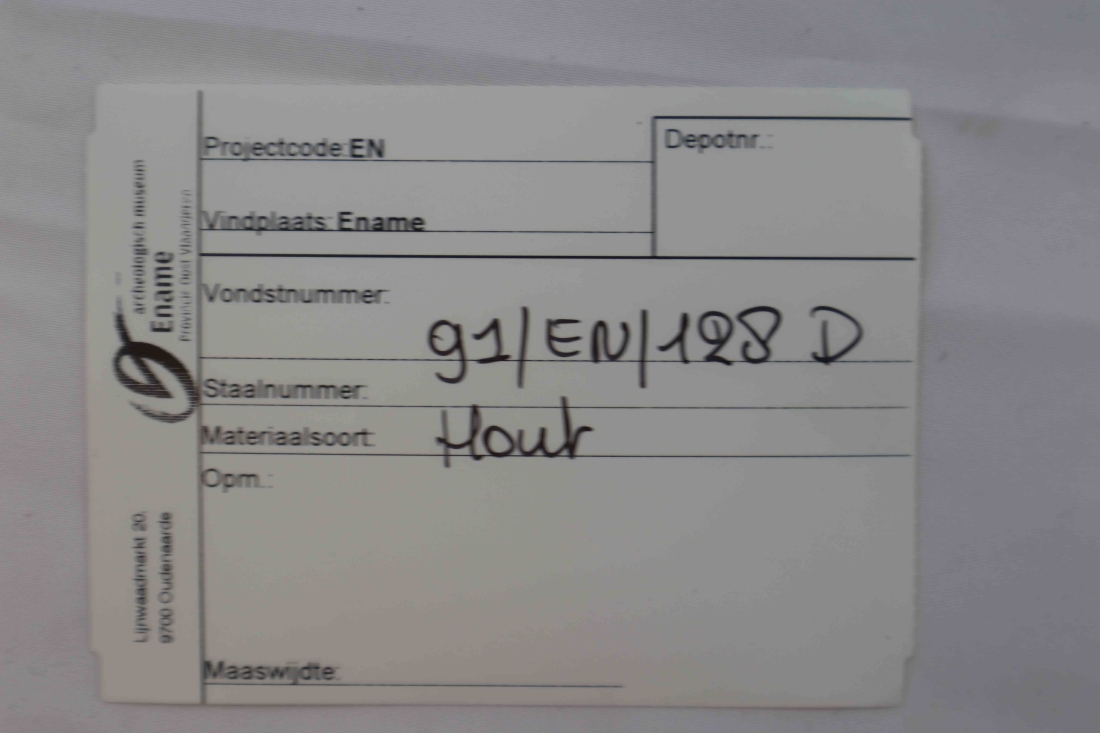 archeologisch museum
Ename
Provincie Oost Vlaanderen
Lijnwaadmarkt 20,
9700 Oudenaarde
Projectcode:EN
Depotnr.:
Vindplaats: Ename
Vondstnummer:
91/EN/128 D
Staalnummer:
Materiaalsoort: Hout
Opm.:
Maaswijdte: